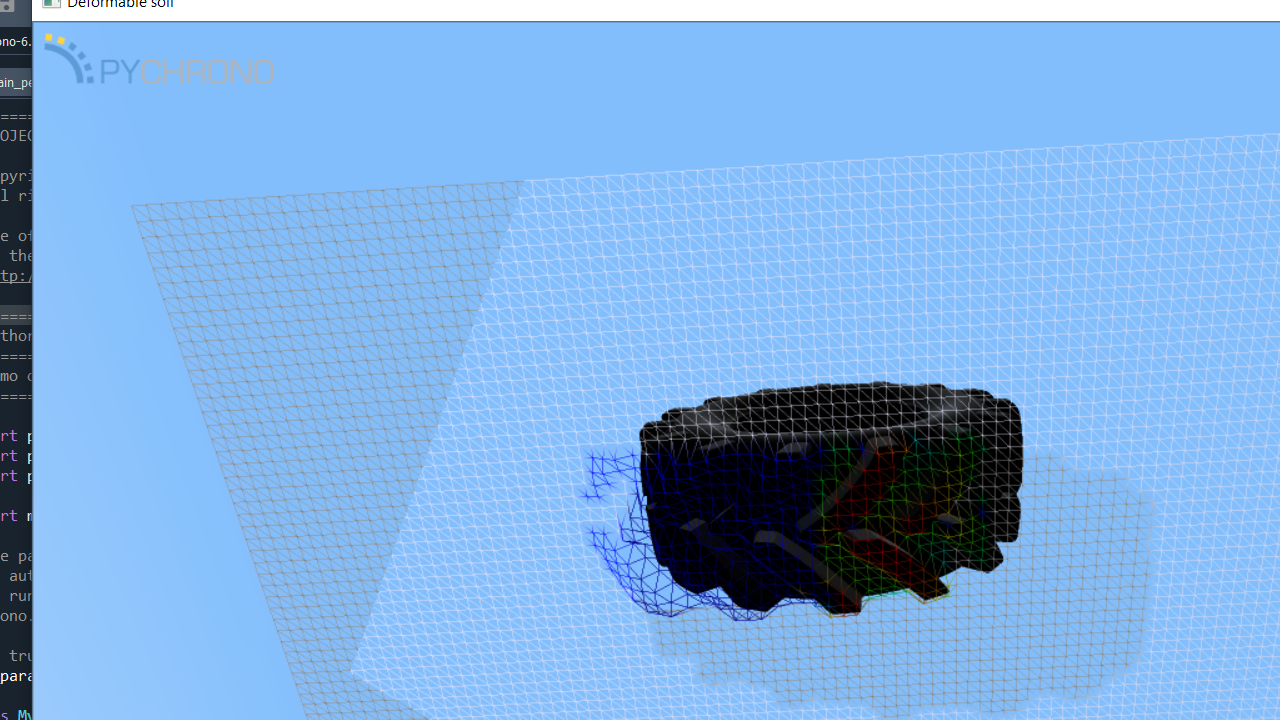 Deformable soil
ono-6.
PYCHRONO
ain_pe
====
OJEC
pyri
l ri
e of
the
tp:/
====
thor
====
mo
====
rt p
rt p
rt p
rt m
e pa
aut
rur
ono.
tru
para
s My